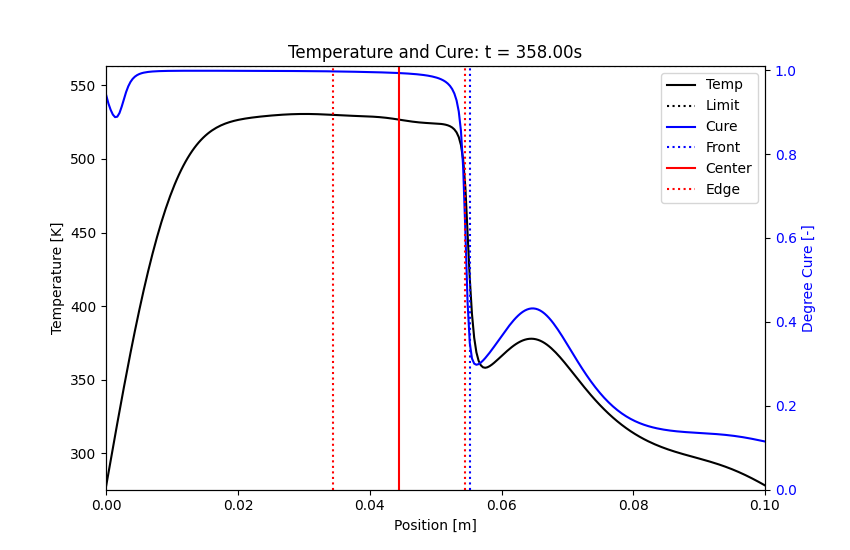 Temperature and Cure: t = 358.00s
Temperature [K]
550
500
450
400
350
300
Temp
Limit
Cure
Front
Center
Edge
1.0
0.8
0.6
0.4
0.2
0.0
Degree Cure [-]
0.00
0.02
0.04
0.06
0.08
0.10
Position [m]